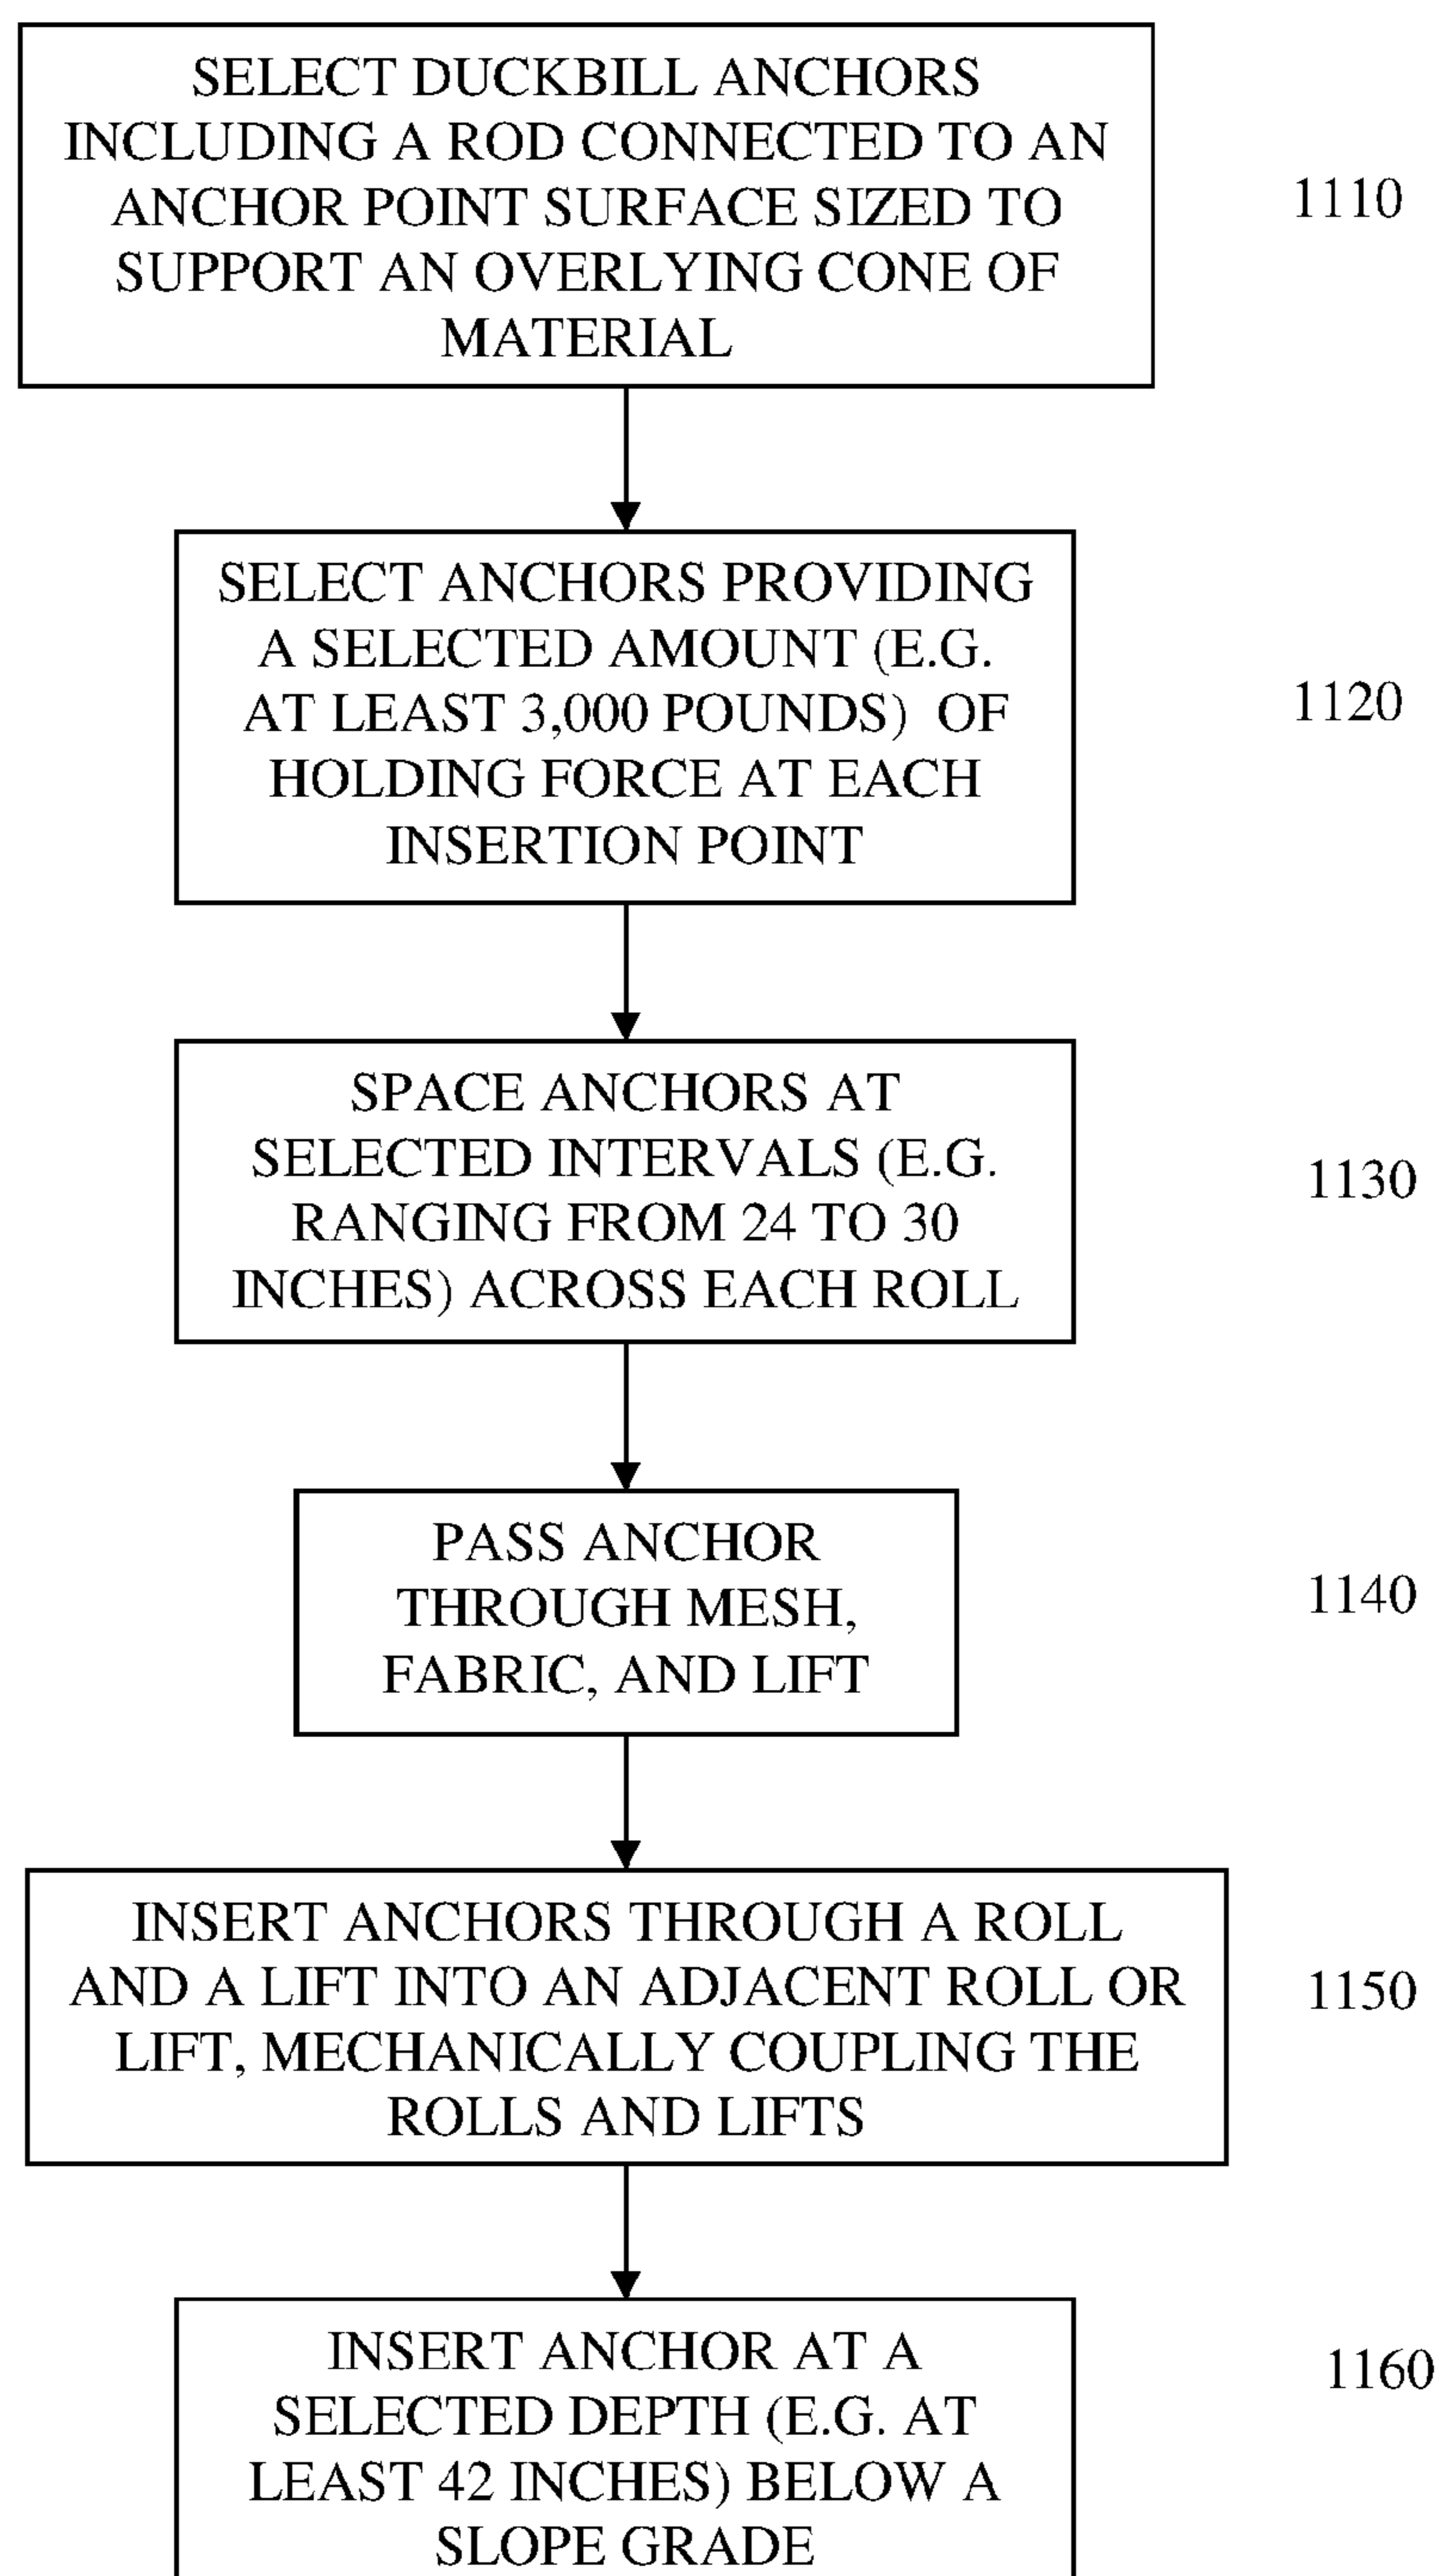 SELECT DUCKBILL ANCHORS
INCLUDING A ROD CONNECTED TO AN
ANCHOR POINT SURFACE SIZED TO
SUPPORT AN OVERLYING CONE OF
MATERIAL
1110
SELECT ANCHORS PROVIDING
A SELECTED AMOUNT (E.G.
AT LEAST 3,000 POUNDS) OF
HOLDING FORCE AT EACH
INSERTION POINT
1120
SPACE ANCHORS AT
SELECTED INTERVALS (E.G.
RANGING FROM 24 TO 30
INCHES) ACROSS EACH ROLL
1130
PASS ANCHOR
THROUGH MESH,
FABRIC, AND LIFT
1140
INSERT ANCHORS THROUGH A ROLL
AND A LIFT INTO AN ADJACENT ROLL OR
LIFT, MECHANICALLY COUPLING THE
ROLLS AND LIFTS
1150
INSERT ANCHOR AT A
SELECTED DEPTH (E.G. AT
LEAST 42 INCHES) BELOW A
SLOPE GRADE
1160